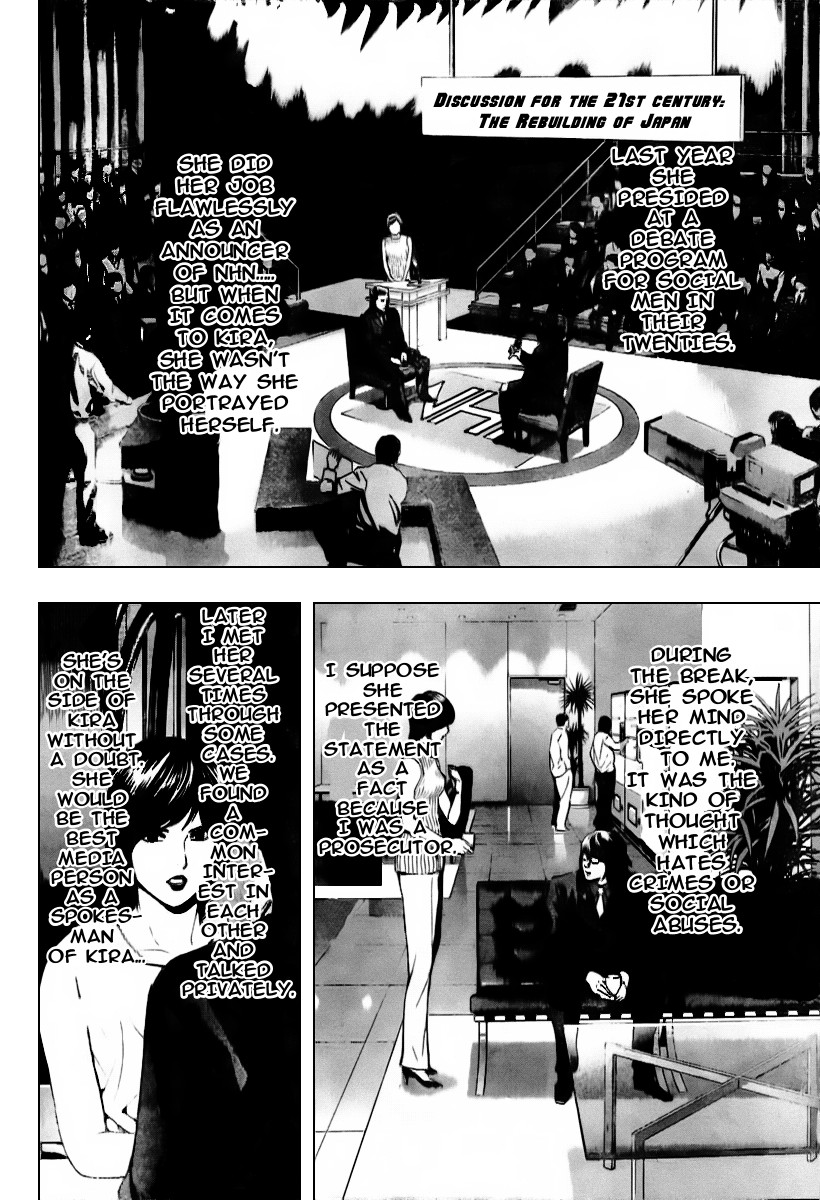 DISCUSSION FOR THE 21ST CENTURY:
THE REBUILDING OF JAPAN
LAST YEAR
SHE
PRESIDED
AT A
DEBATE
PROGRAM
FOR SOCIAL
MEN IN
THEIR
TWENTIES.
SHE DID
HER JOB
FLAWLESSLY
AS AN
ANNOUNCER
OF NHN.....
BUT WHEN
IT COMES
TO KIRA,
SHE WASN'T
THE WAY SHE
PORTRAYED
HERSELF.
DURING
THE BREAK,
SHE SPOKE
HER MIND
DIRECTLY
TO ME,
IT WAS THE
KIND OF
THOUGHT
WHICH
HATES
CRIMES OR
SOCIAL
ABUSES.
I SUPPOSE
SHE
PRESENTED
THE
STATEMENT
AS A
FACT
BECAUSE
I WAS A
PROSECUTOR.
LATER
I MET
HER
SEVERAL
TIMES
THROUGH
SOME
CASES.
WE
FOUND
A
COM-
MON
INTER-
EST IN
EACH
OTHER
AND
TALKED
PRIVATELY.
SHE'S
ON THE
SIDE OF
KIRA
WITHOUT
A DOUBT,
SHE
WOULD
BE THE
BEST
MEDIA
PERSON
AS A
SPOKES-
MAN
OF KIRA...